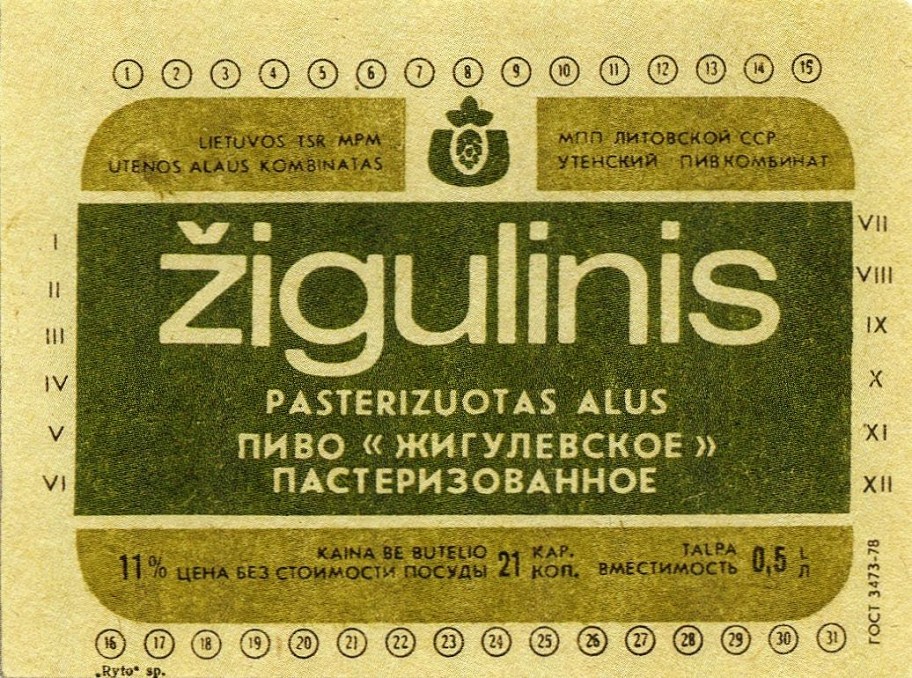 1 2 3 4 5 6 7 8 9 10 11 12 13 14 15
LIETUVOS TSR MPM
UTENOS ALAUS KOMBINATAS
МПП ЛИТОВСКОЙ ССР
УТЕНСКИЙ ПИВКОМБИНАТ
I
II
III
IV
V
VI
žigulinis
PASTERIZUOTAS ALUS
ПИВО « ЖИГУЛЕВСКОЕ »
ПАСТЕРИЗОВАННОЕ
VII
VIII
IX
X
XI
XII
11%
KAINA BE BUTELIO 21 KAP.
ЦЕНА БЕЗ СТОИМОСТИ ПОСУДЫ КОП.
TALPA 0,5 L
ВМЕСТИМОСТЬ Л
ГОСТ 3473-78
16 17 18 19 20 21 22 23 24 25 26 27 28 29 30 31
„Ryto“ sp.